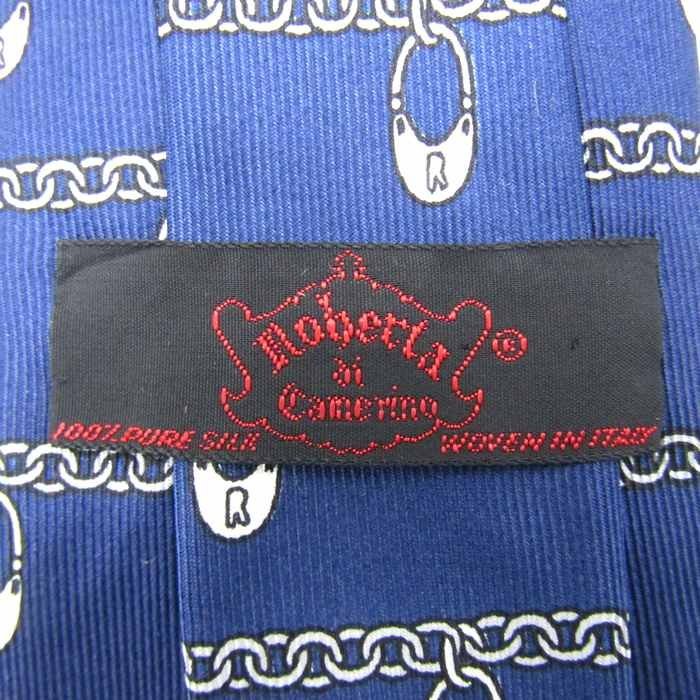 R
Roberta ®
di
Camerino
100% PURE SILK WOVEN IN ITALY
R